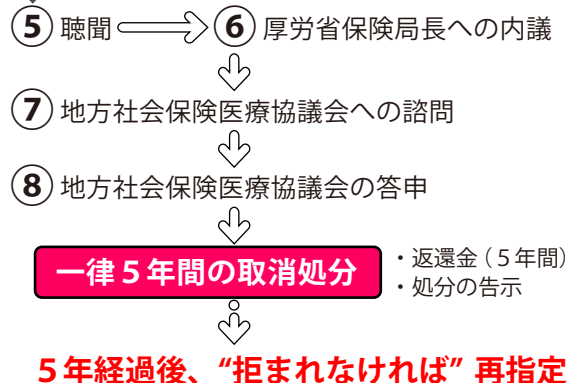 ⑤ 聴聞 ⑥ 厚労省保険局長への内議
⑦ 地方社会保険医療協議会への諮問
⑧ 地方社会保険医療協議会の答申
一律5年間の取消処分
・返還金(5年間)
・処分の告示
5年経過後、“拒まれなければ” 再指定